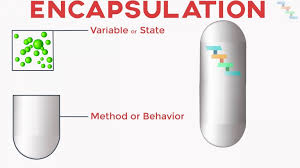 ENCAPSULATION
Variable or State
Method or Behavior